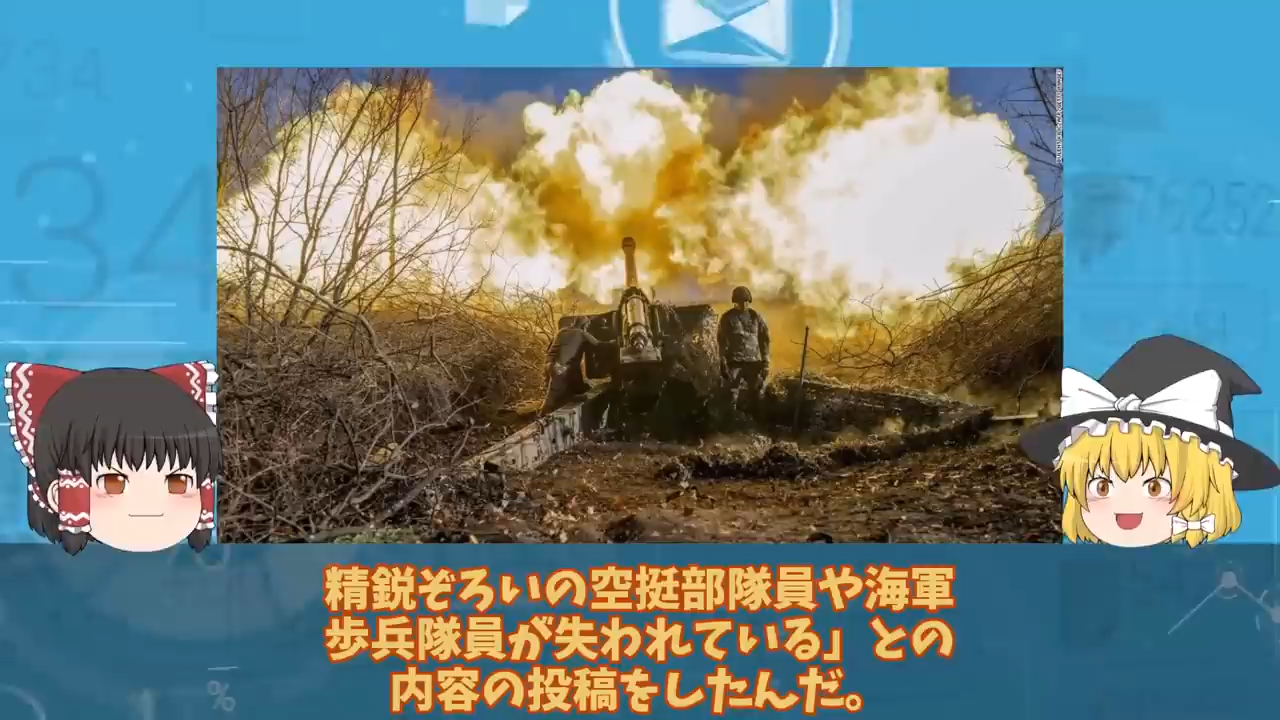 34
精鋭ぞろいの空挺部隊員や海軍
歩兵隊員が失われている」との
内容の投稿をしたんだ。
%